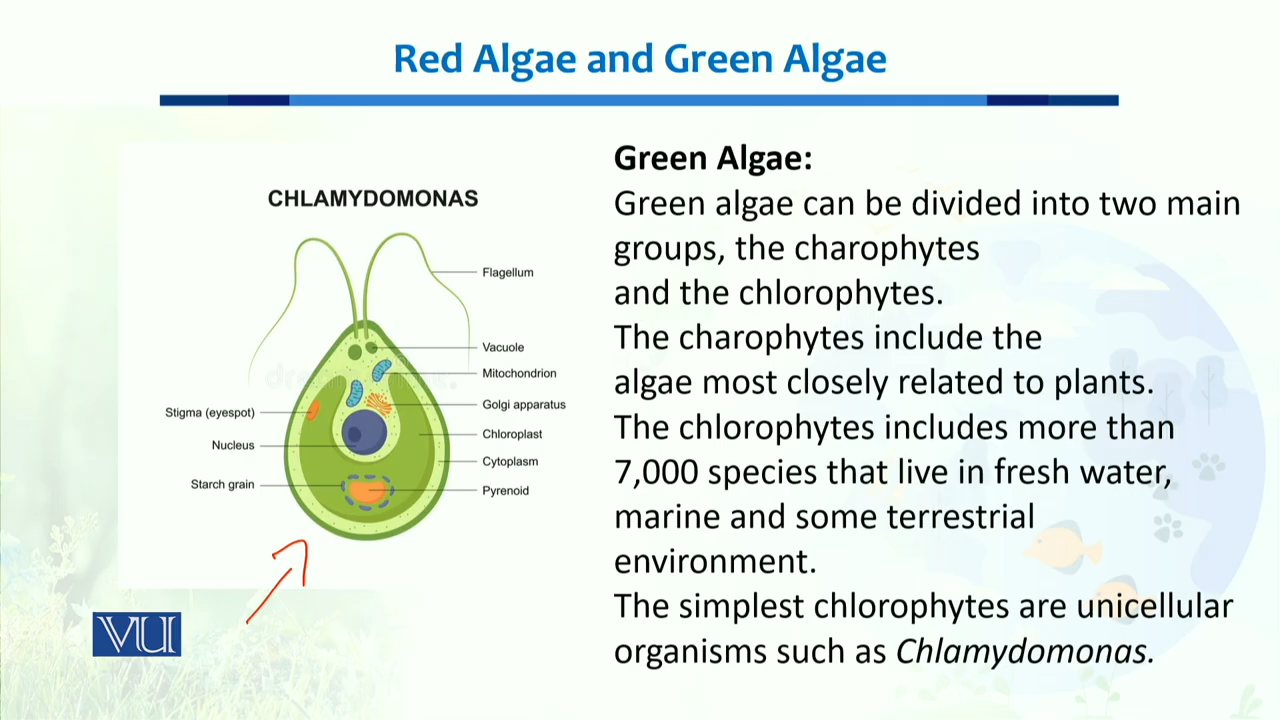 Red Algae and Green Algae
CHLAMYDOMONAS
Flagellum
Vacuole
Mitochondrion
Golgi apparatus
Stigma (eyespot)
Chloroplast
Nucleus
Cytoplasm
Starch grain
Pyrenoid
VU
Green Algae:
Green algae can be divided into two main
groups, the charophytes
and the chlorophytes.
The charophytes include the
algae most closely related to plants.
The chlorophytes includes more than
7,000 species that live in fresh water,
marine and some terrestrial
environment.
The simplest chlorophytes are unicellular
organisms such as Chlamydomonas.